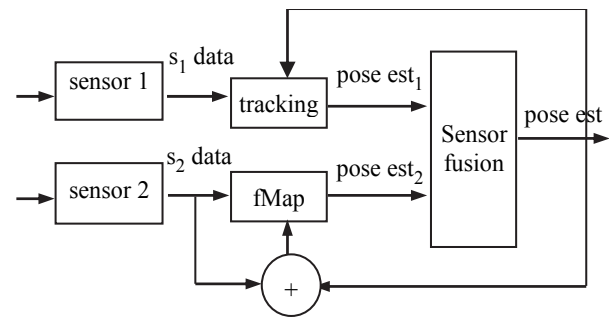 s1 data
sensor 1
tracking
pose est1
Sensor
fusion
pose est
s2 data
sensor 2
fMap
pose est2
+